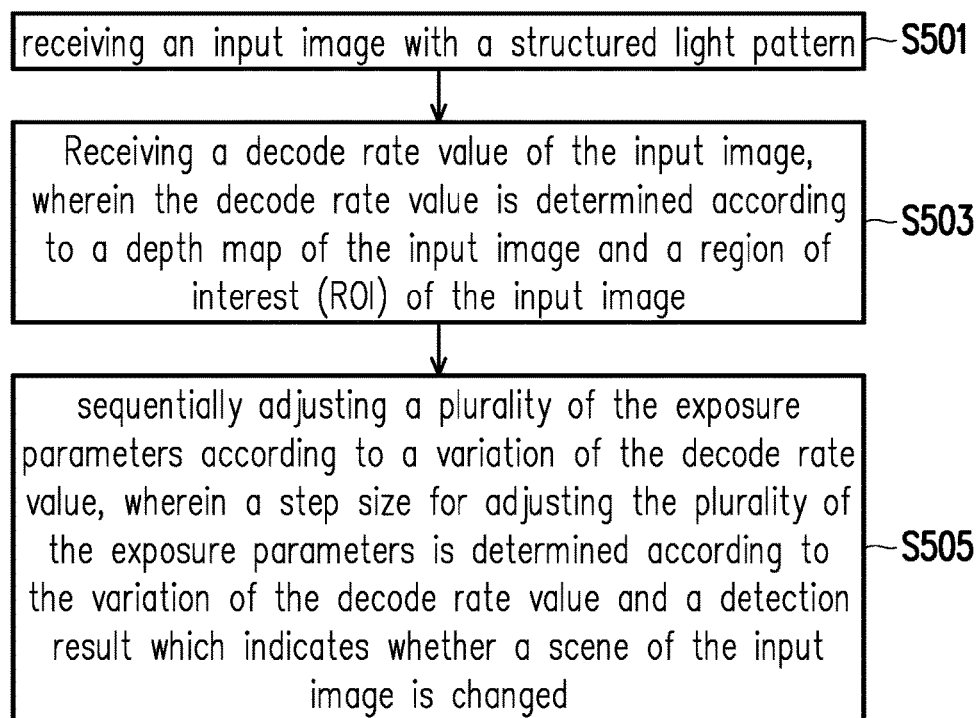 receiving an input image with a structured light pattern
S501
Receiving a decode rate value of the input image,
wherein the decode rate value is determined according
to a depth map of the input image and a region of
interest (ROI) of the input image
S503
sequentially adjusting a plurality of the exposure
parameters according to a variation of the decode rate
value, wherein a step size for adjusting the plurality of
the exposure parameters is determined according to
the variation of the decode rate value and a detection
result which indicates whether a scene of the input
image is changed
S505